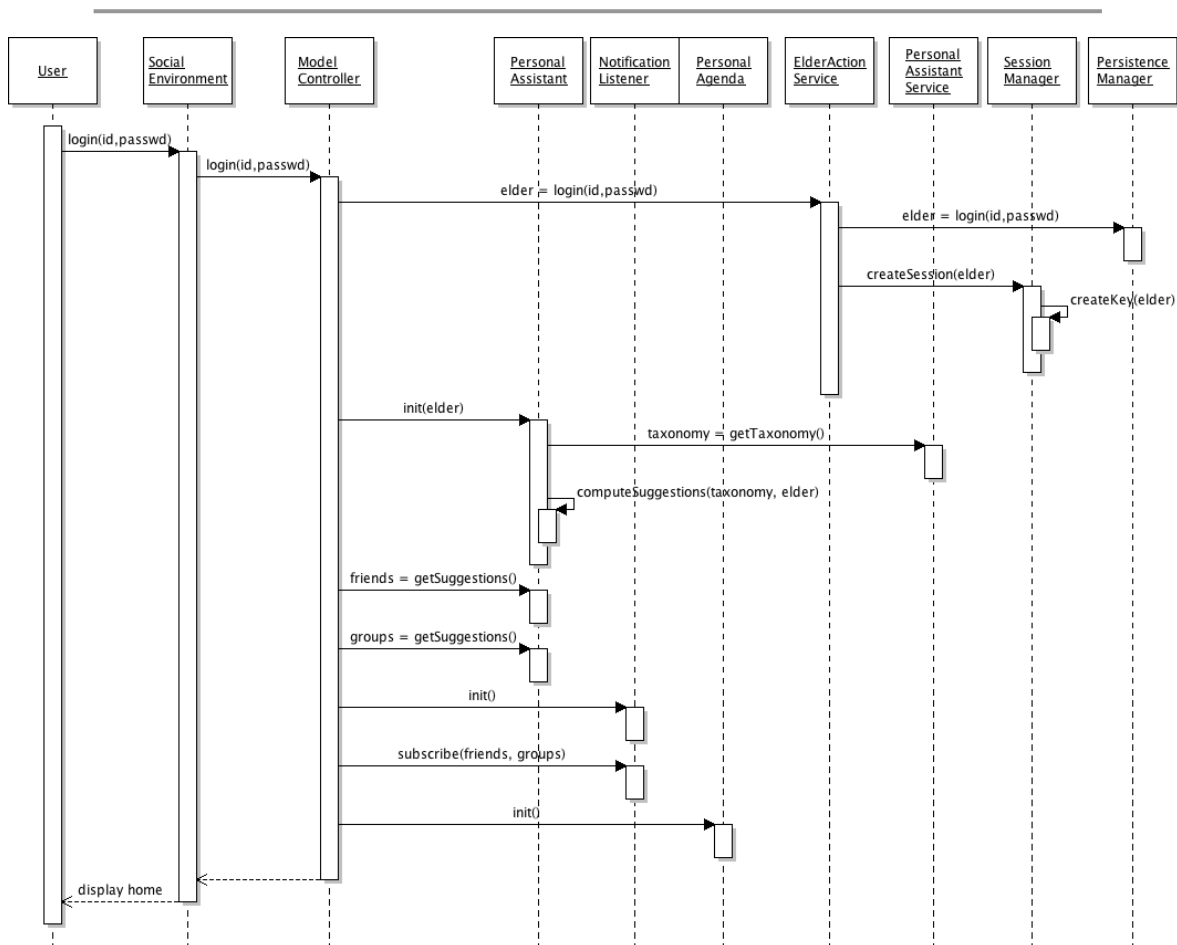 User
Social
Environment
Model
Controller
Personal
Assistant
Notification
Listener
Personal
Agenda
ElderAction
Service
Personal
Assistant
Service
Session
Manager
Persistence
Manager
login(id,passwd)
login(id,passwd)
elder = login(id,passwd)
elder = login(id,passwd)
createSession(elder)
createKey(elder)
init(elder)
taxonomy = getTaxonomy()
computeSuggestions(taxonomy, elder)
friends = getSuggestions()
groups = getSuggestions()
init()
subscribe(friends, groups)
init()
display home